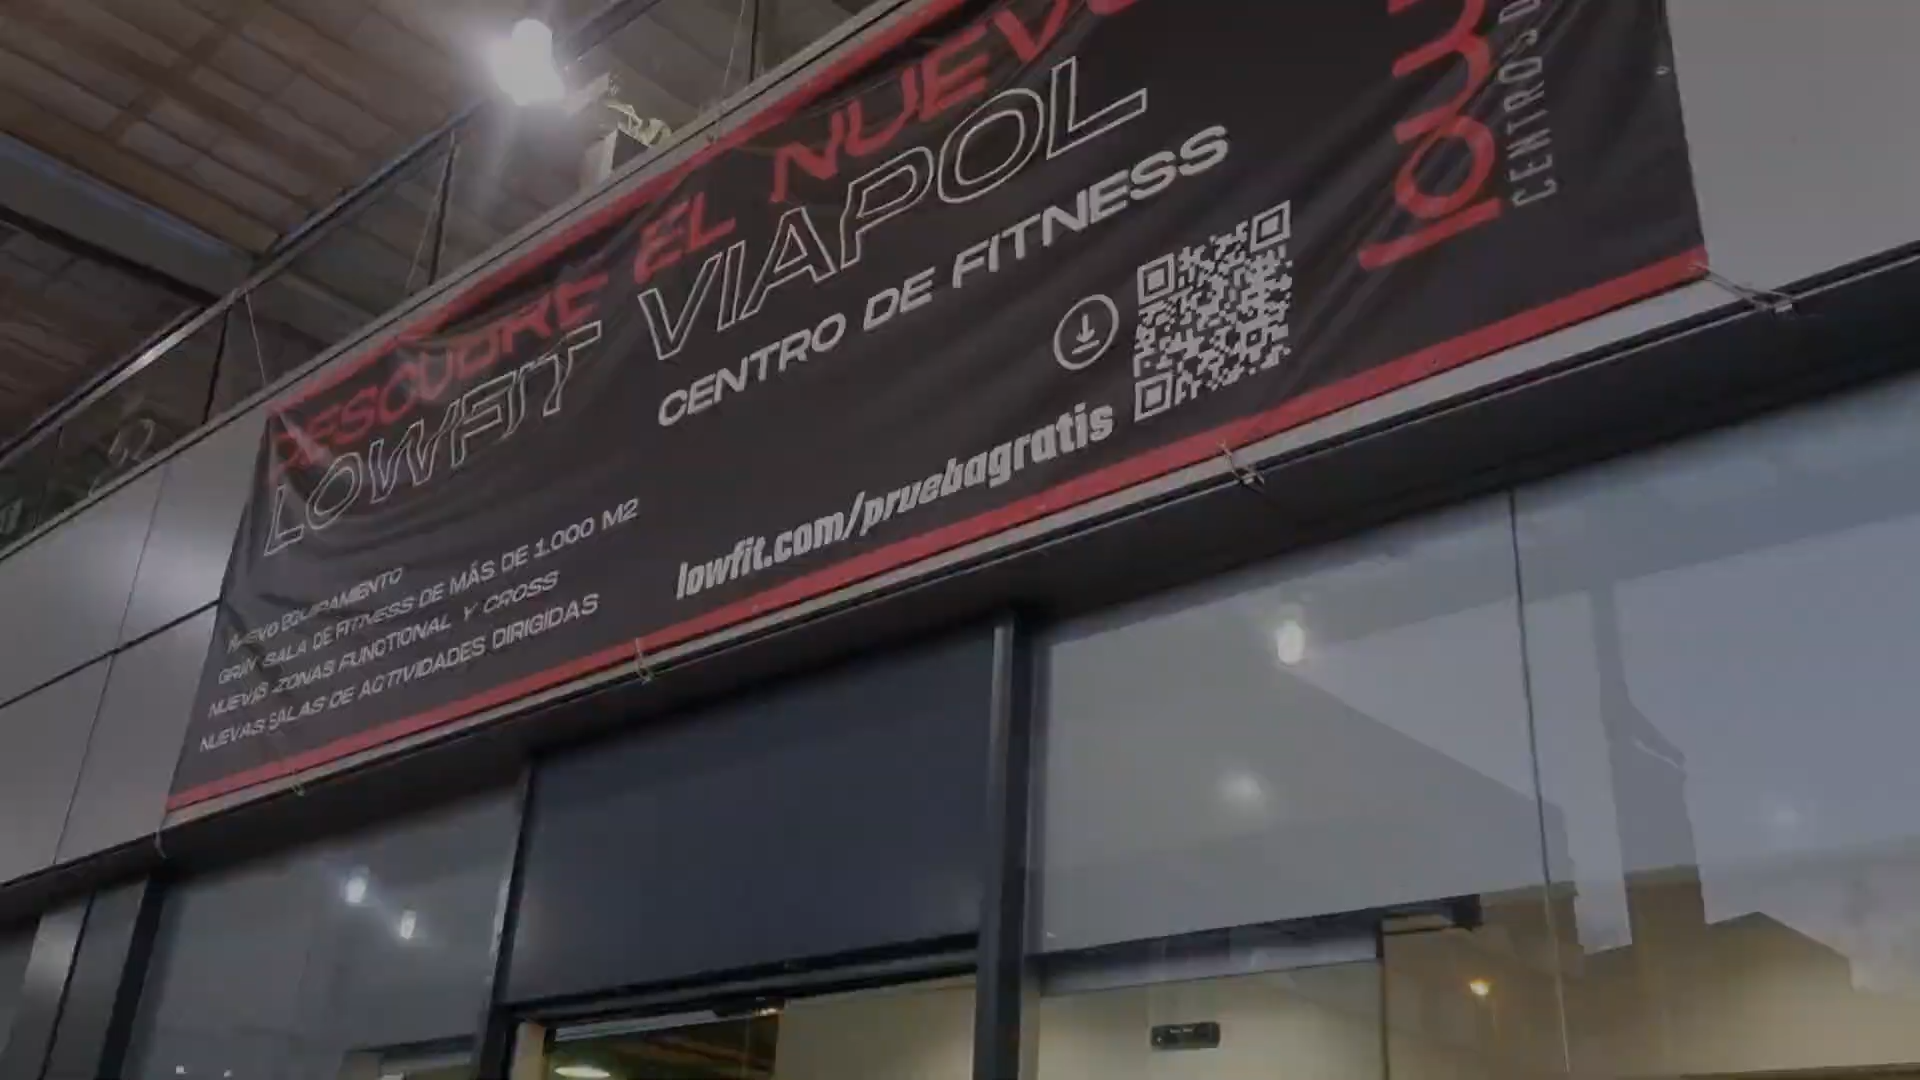 DESCUBRE EL NUEVO
LOWFIT VIAPOL
CENTRO DE FITNESS
NUEVO EQUIPAMIENTO
GRAN SALA DE FITNESS DE MÁS DE 1.000 M2
NUEVAS ZONAS FUNCTIONAL Y CROSS
NUEVAS SALAS DE ACTIVIDADES DIRIGIDAS
lowfit.com/pruebagratis
CENTROS D